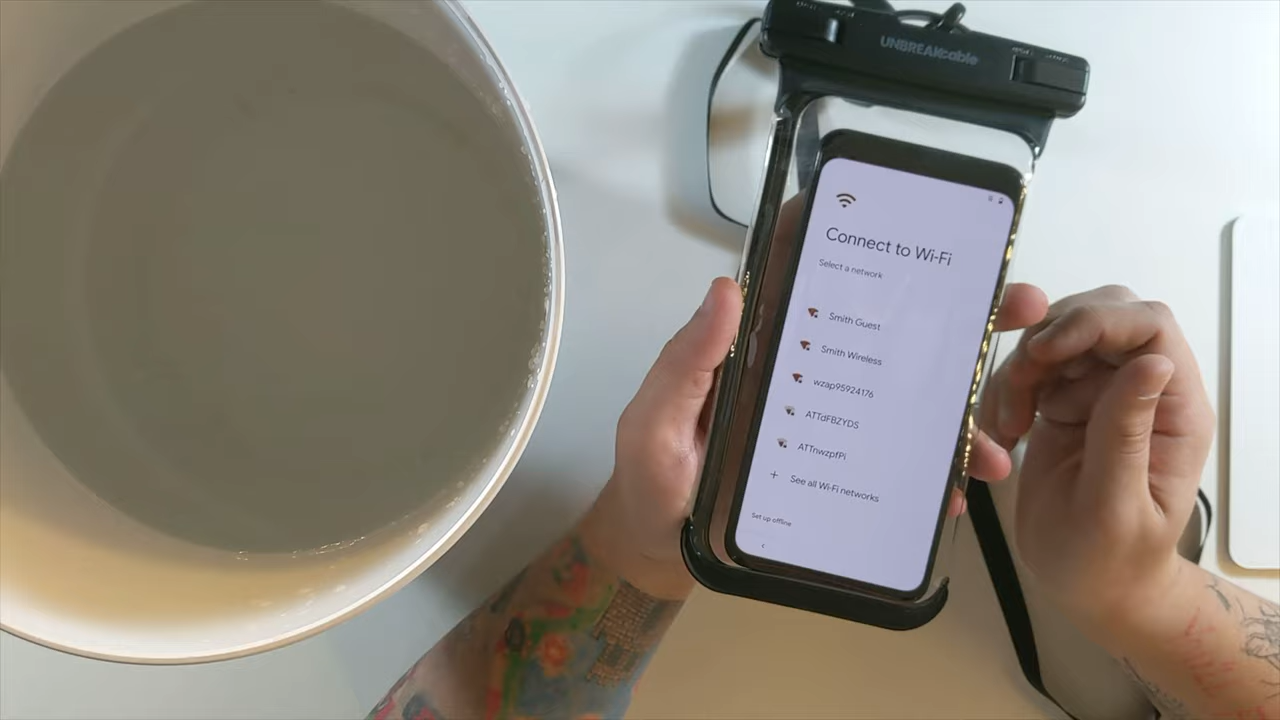 UNBREAKcable
Connect to Wi-Fi
Select a network
Smith Guest
Smith Wireless
wzap95924176
ATTdFBZYDS
ATTnwzpfPi
+ See all Wi-Fi networks
Set up offline